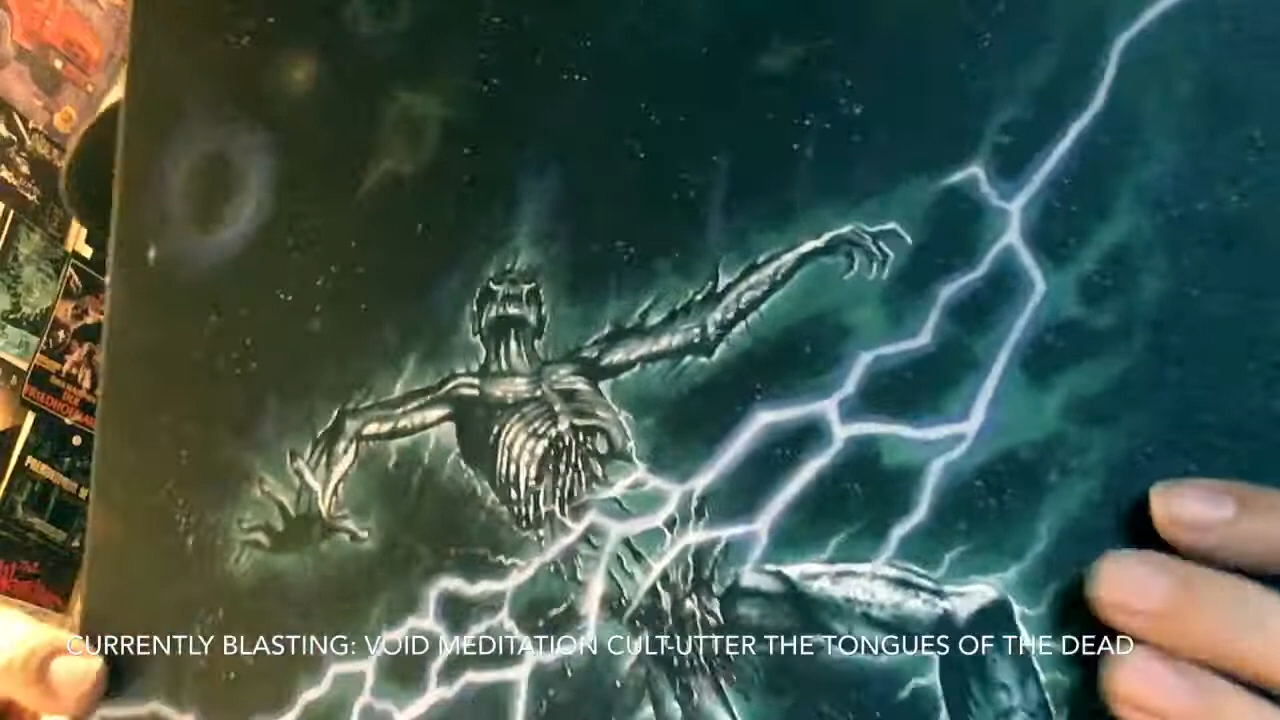 CURRENTLY BLASTING: VOID MEDITATION CULT-UTTER THE TONGUES OF THE DEAD